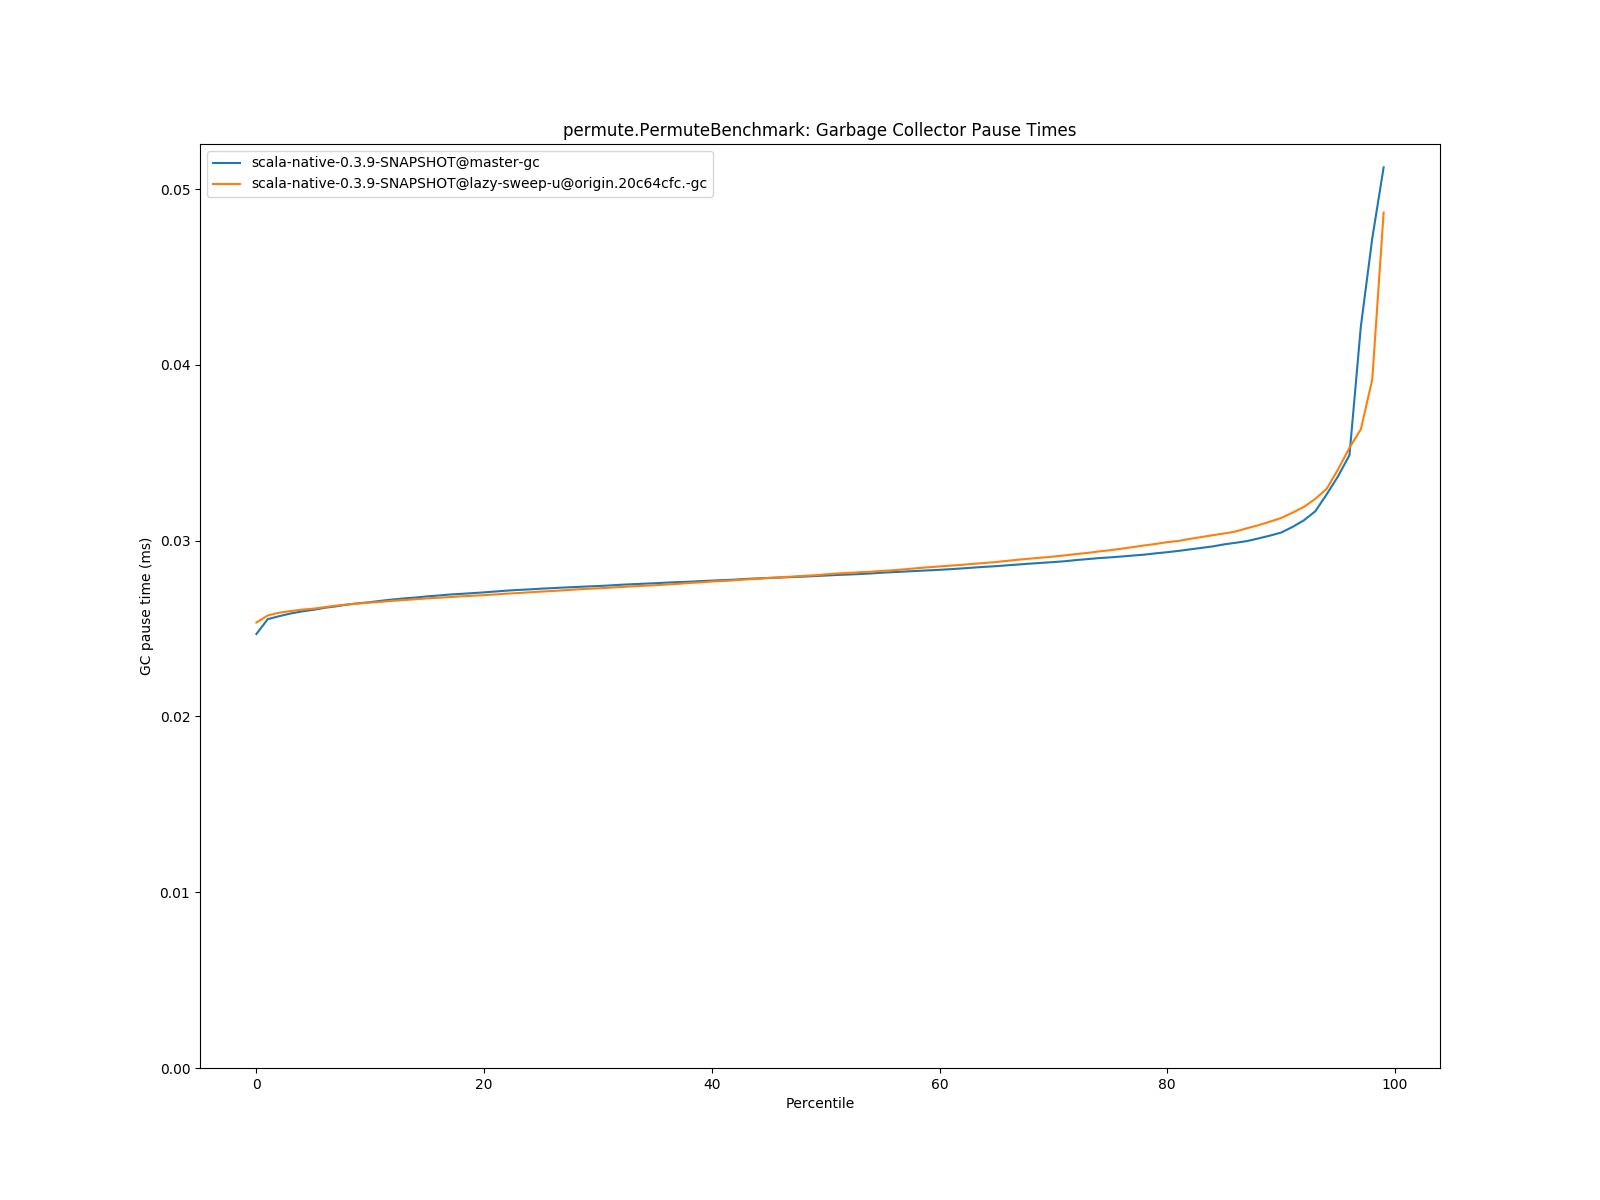 permute.PermuteBenchmark: Garbage Collector Pause Times
scala-native-0.3.9-SNAPSHOT@master-gc
scala-native-0.3.9-SNAPSHOT@lazy-sweep-u@origin.20c64cfc.-gc
GC pause time (ms)
0.05
0.04
0.03
0.02
0.01
0.00
0 20 40 60 80 100
Percentile